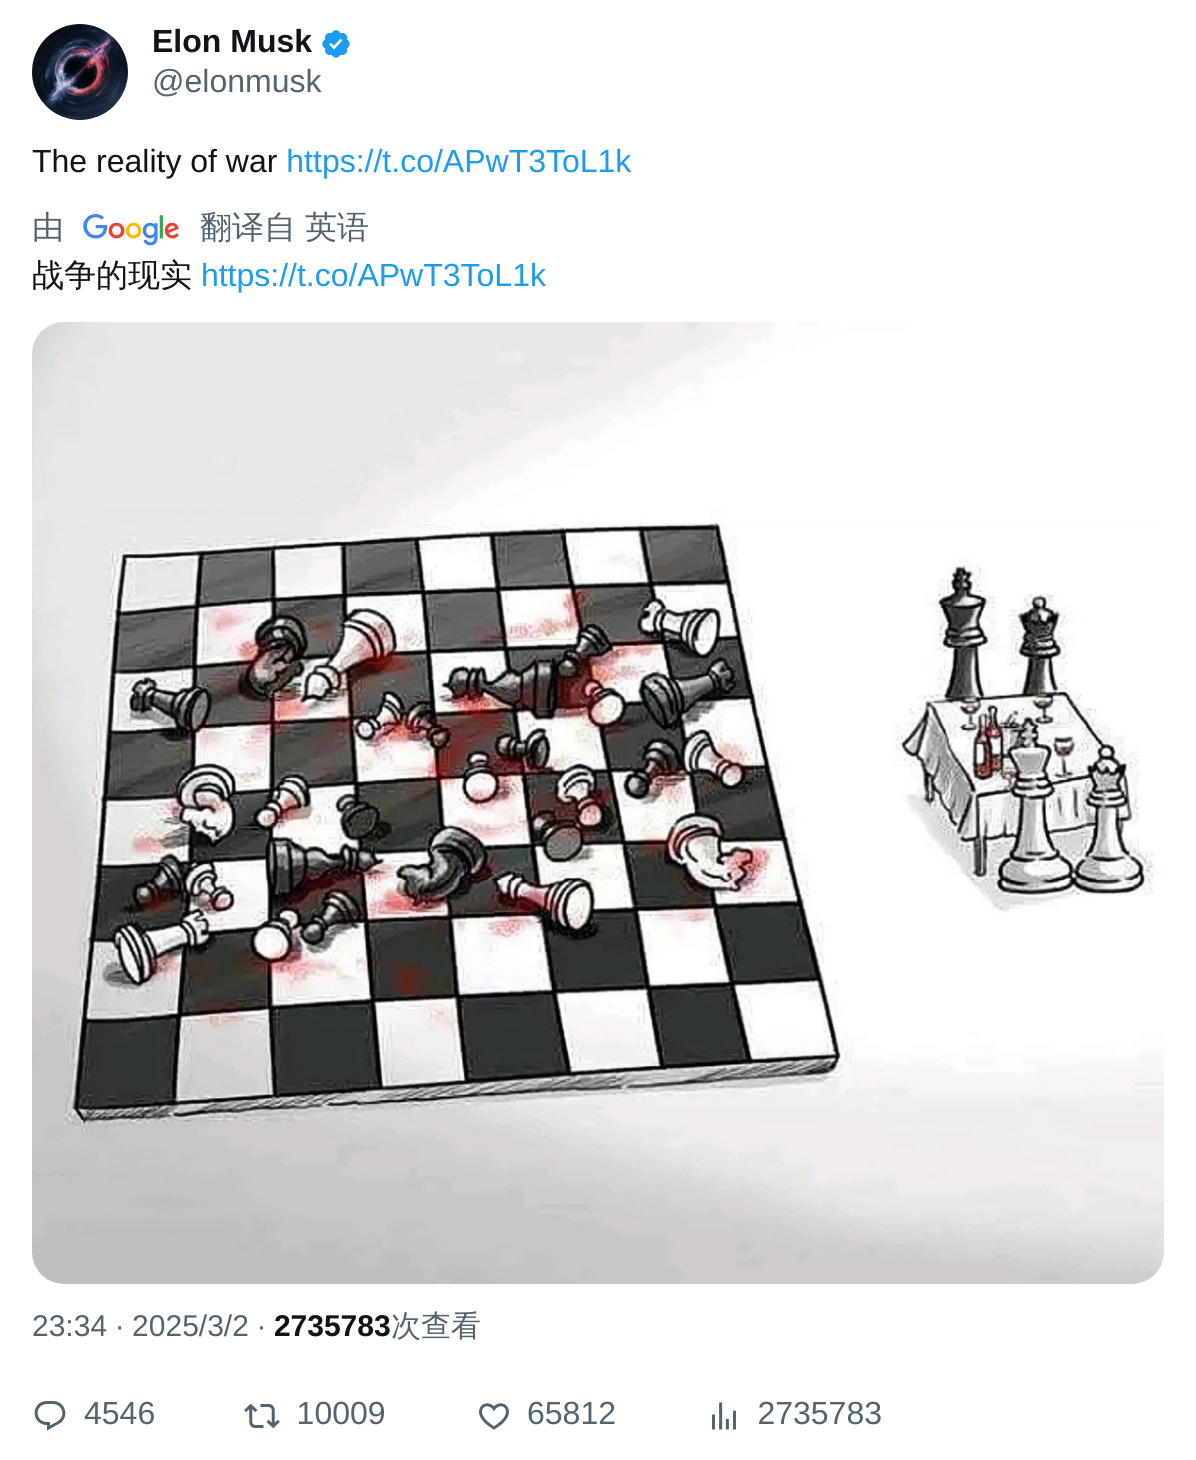 Elon Musk
@elonmusk
The reality of war https://t.co/APwT3ToL1k
由 Google 翻译自 英语
战争的现实 https://t.co/APwT3ToL1k
23:34 · 2025/3/2 · 2735783次查看
4546 10009 65812 2735783